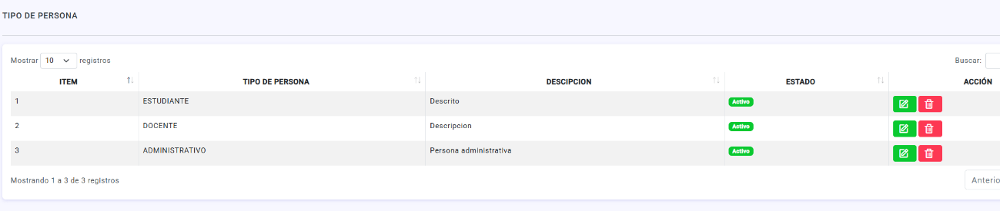 TIPO DE PERSONA
Mostrar 10 registros Buscar:
ITEM TIPO DE PERSONA DESCIPCION ESTADO ACCIÓN
1 ESTUDIANTE Descrito Activo
2 DOCENTE Descripcion Activo
3 ADMINISTRATIVO Persona administrativa Activo
Mostrando 1 a 3 de 3 registros Anterio